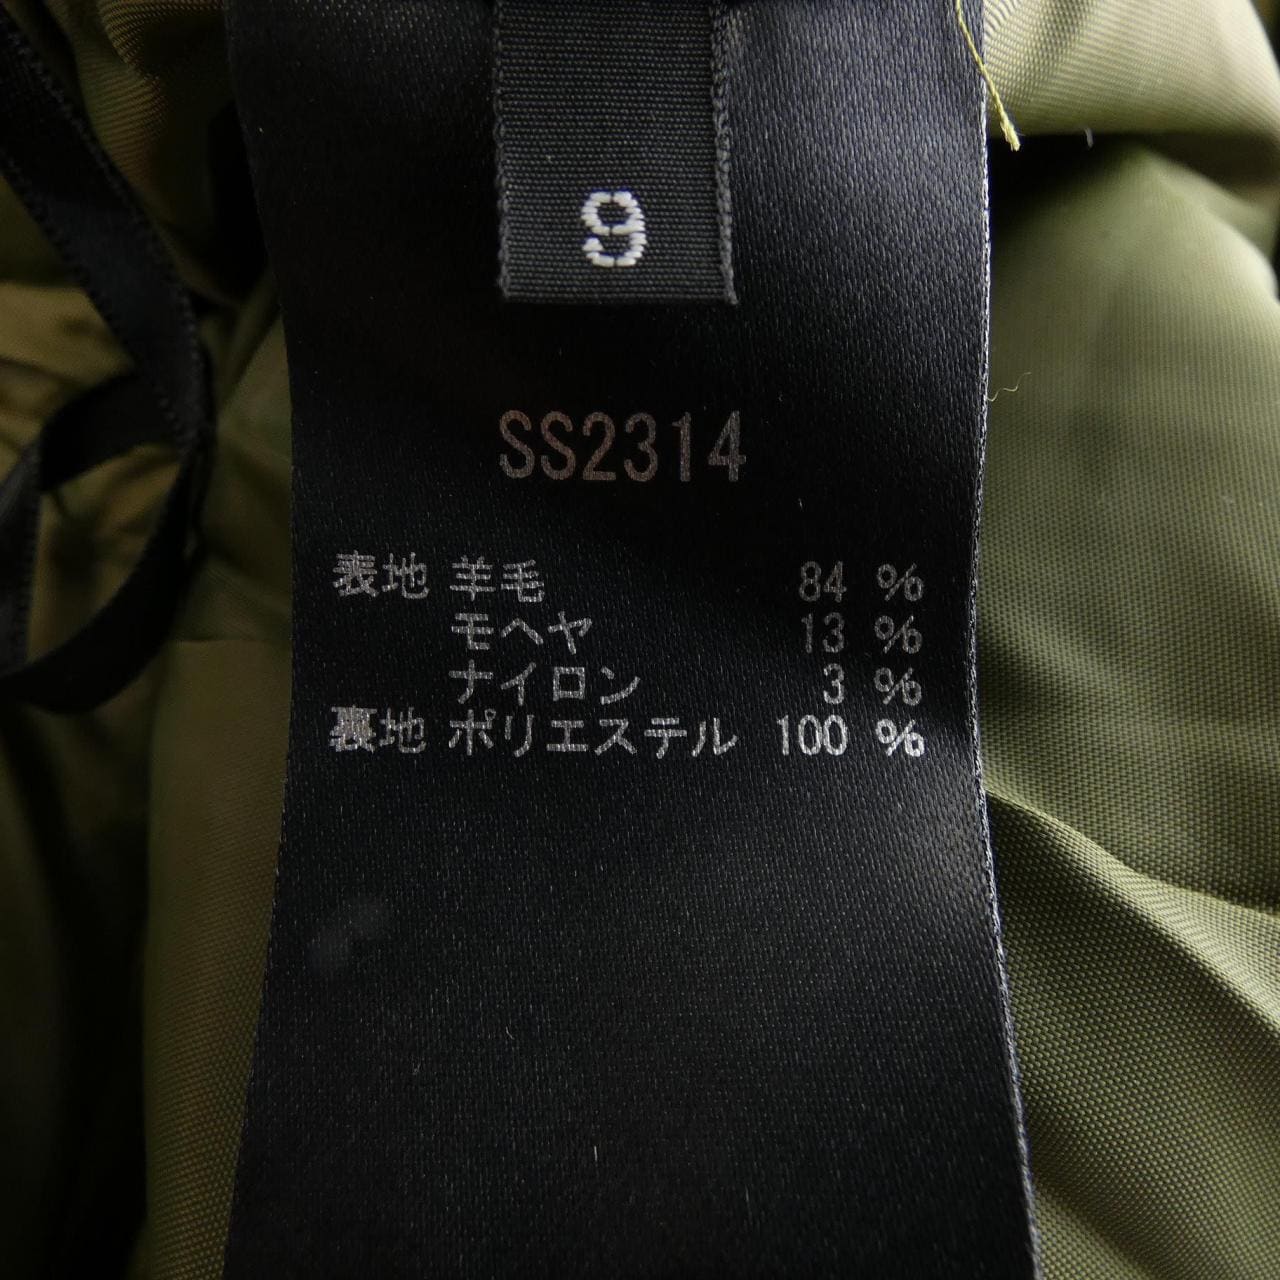 9
SS2314
表地 羊毛 84 %
モヘヤ 13 %
ナイロン 3 %
裏地 ポリエステル 100 %